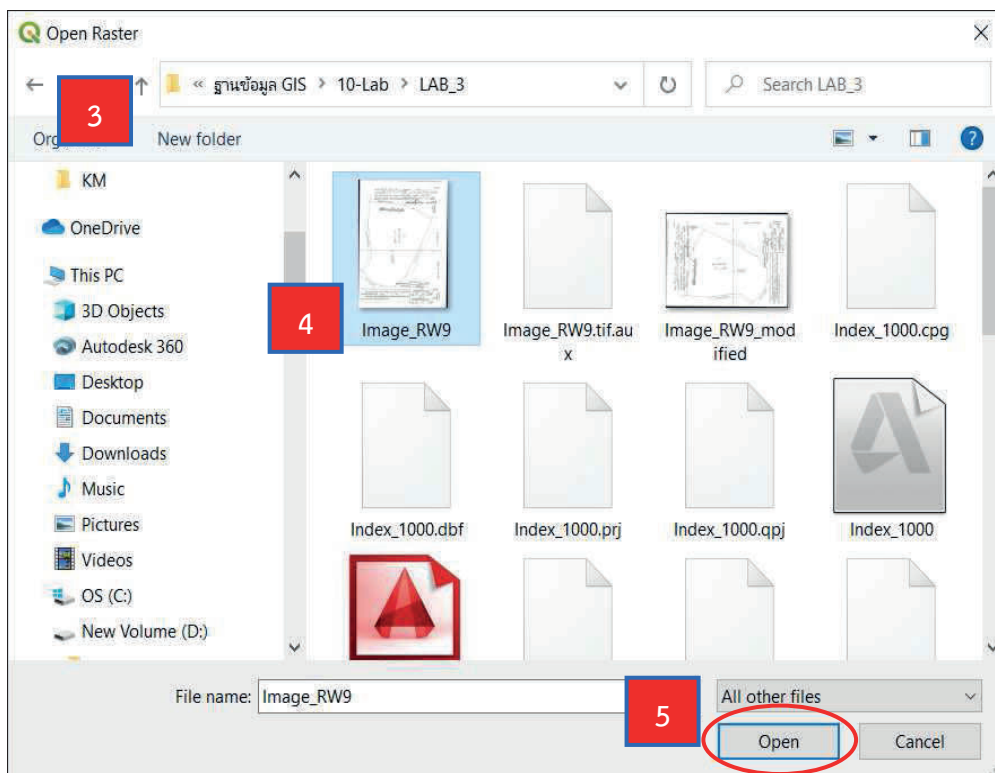 Open Raster
« ฐานข้อมูล GIS > 10-Lab > LAB_3
Search LAB_3
3
New folder
KM
OneDrive
This PC
3D Objects
Autodesk 360
Desktop
Documents
Downloads
Music
Pictures
Videos
OS (C:)
New Volume (D:)
4
Image_RW9
Image_RW9.tif.au
x
Image_RW9_mod
ified
Index_1000.cpg
Index_1000.dbf
Index_1000.prj
Index_1000.qpj
Index_1000
File name: Image_RW9
All other files
5
Open
Cancel